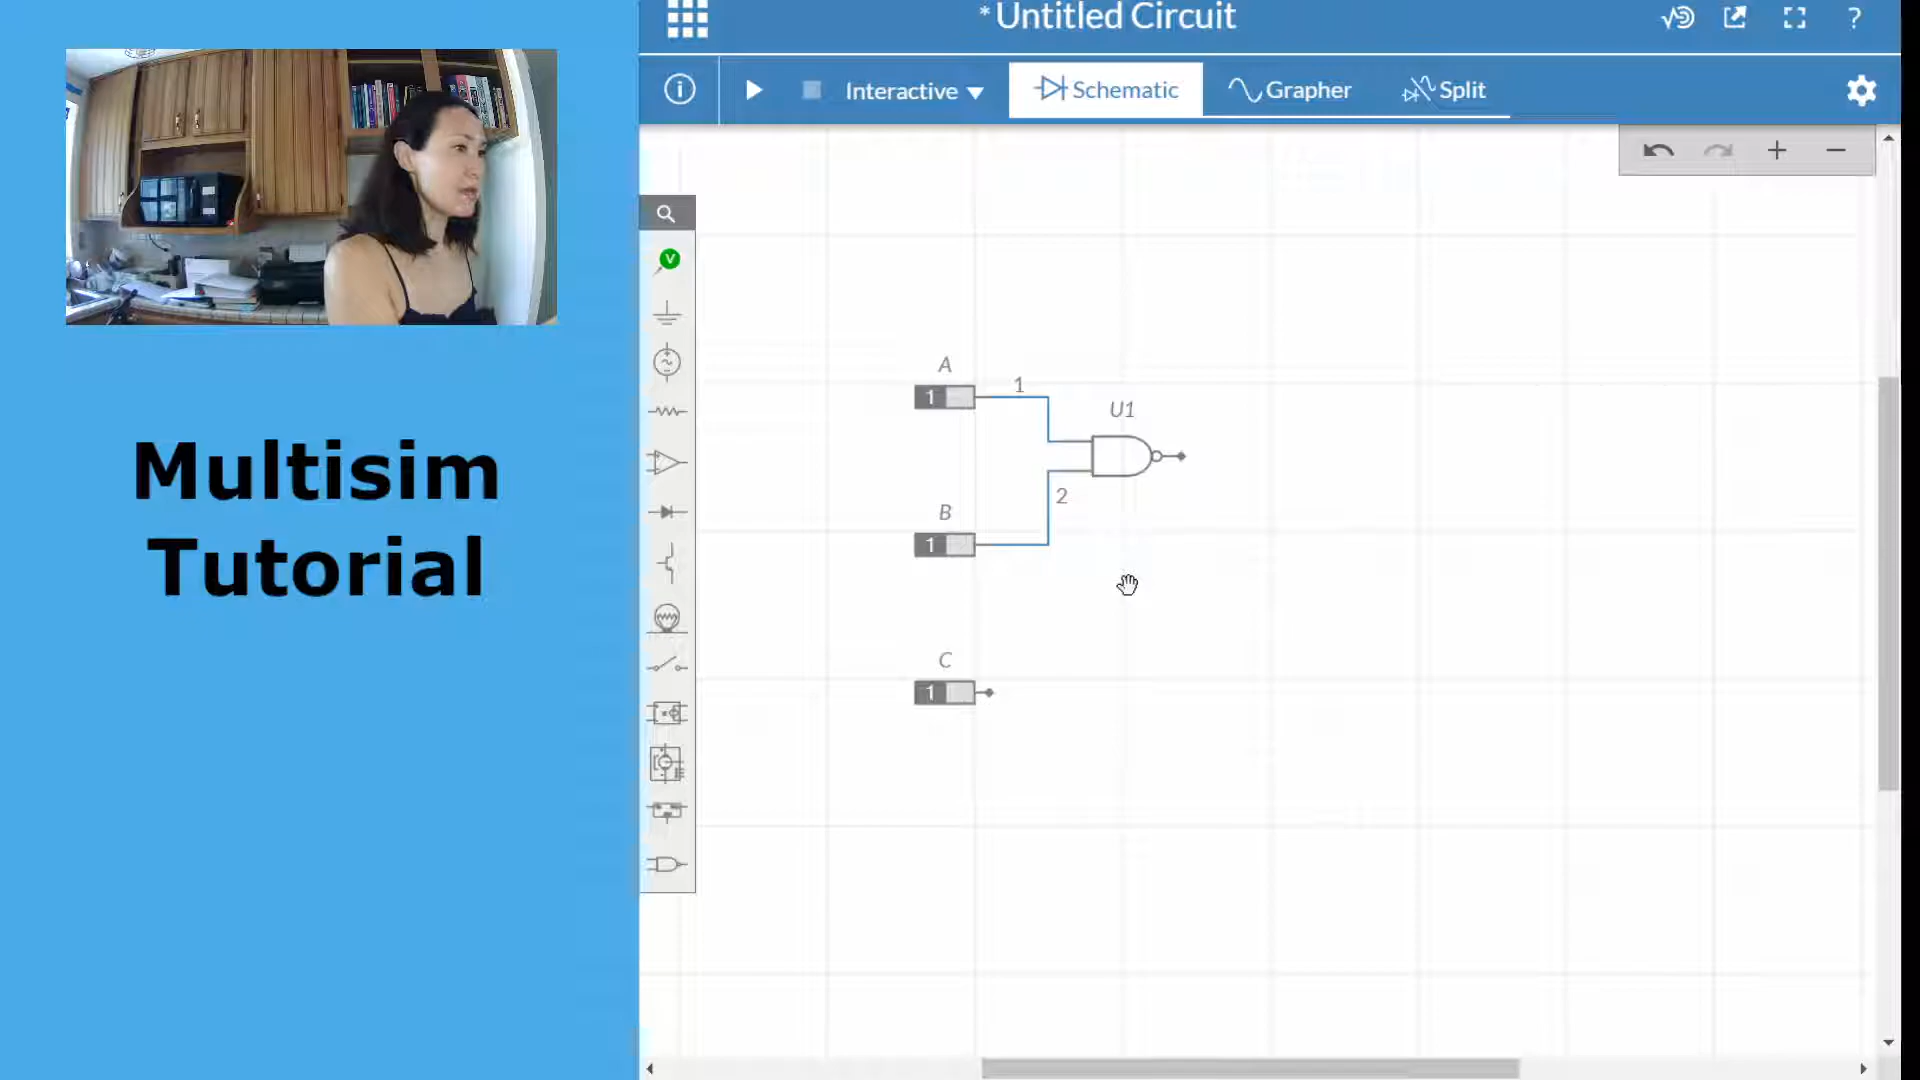 Multisim
Tutorial
*Untitled Circuit
?
i
Interactive
Schematic
Grapher
Split
V
A
1
1
U1
2
B
1
C
1